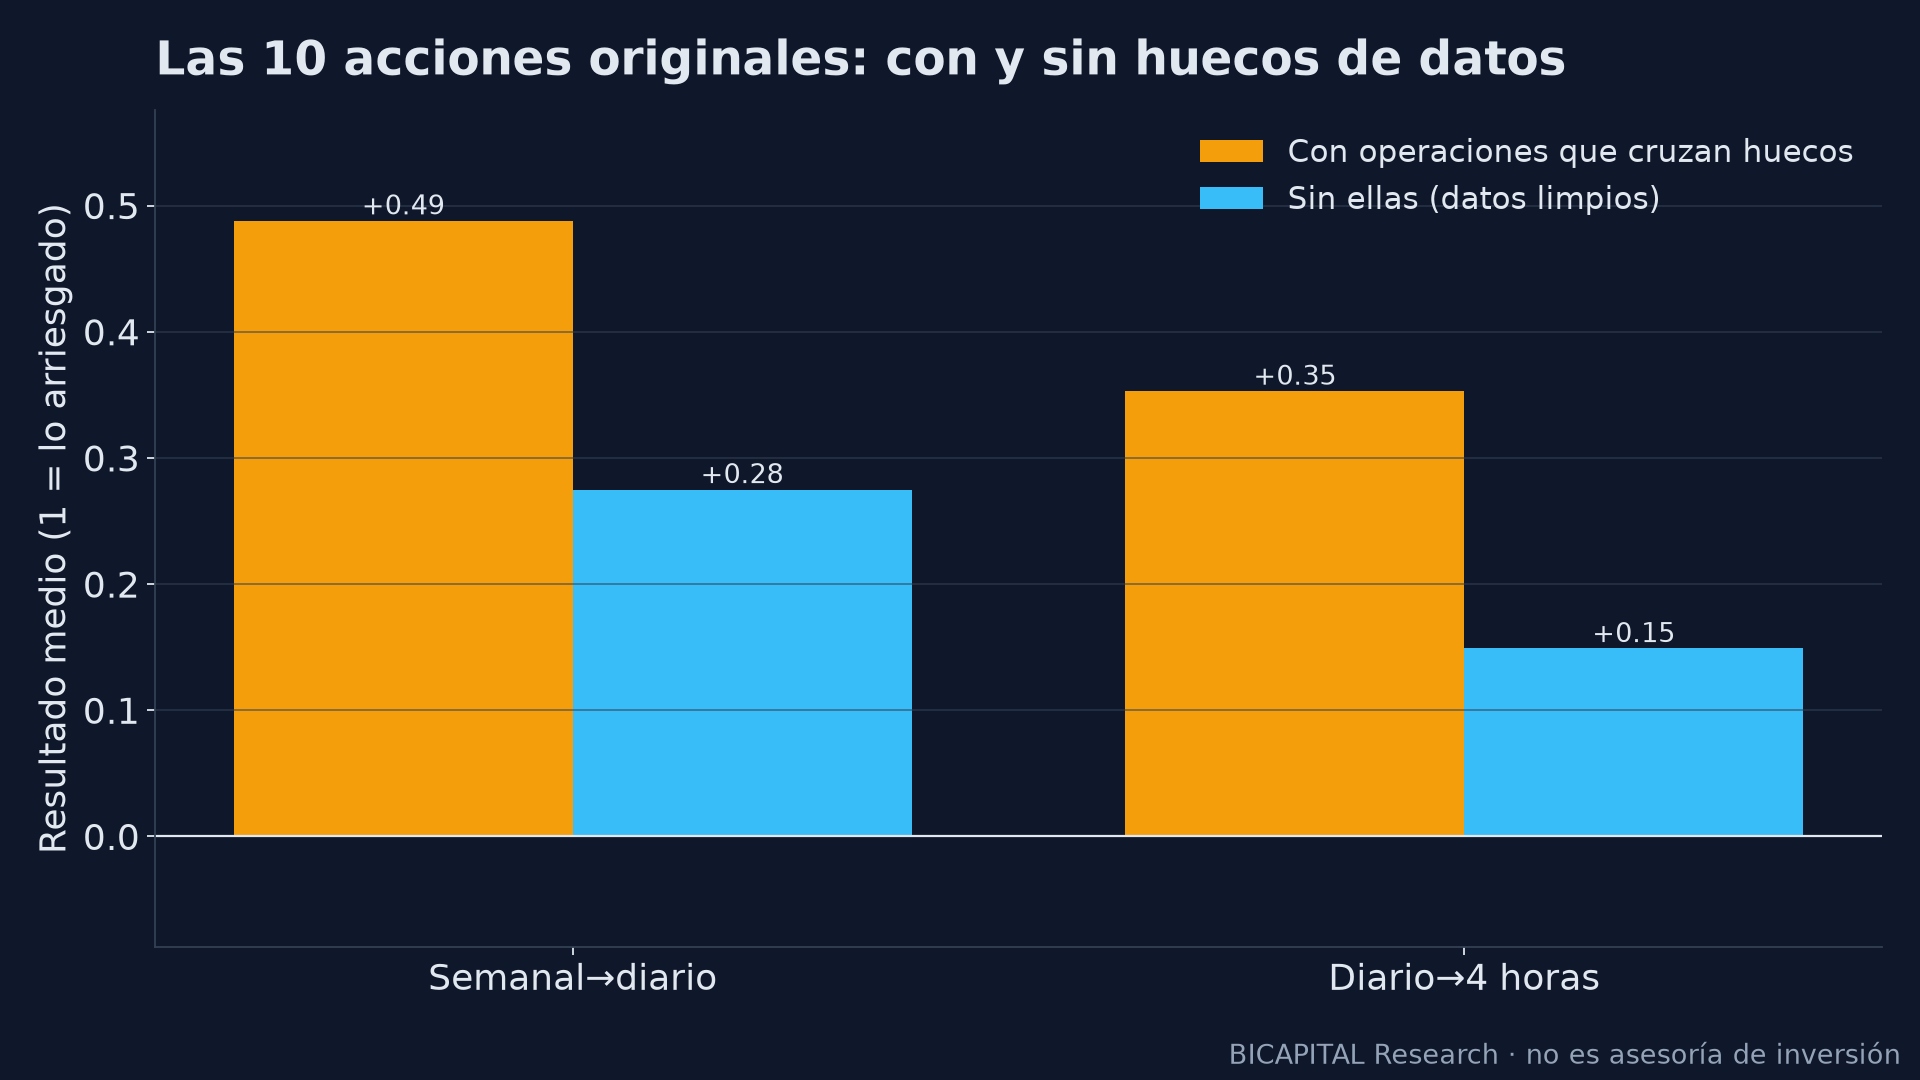 Las 10 acciones originales: con y sin huecos de datos
Con operaciones que cruzan huecos
Sin ellas (datos limpios)
Resultado medio (1 = lo arriesgado)
0.5
0.4
0.3
0.2
0.1
0.0
+0.49
+0.28
+0.35
+0.15
Semanal→diario
Diario→4 horas
BICAPITAL Research · no es asesoría de inversión